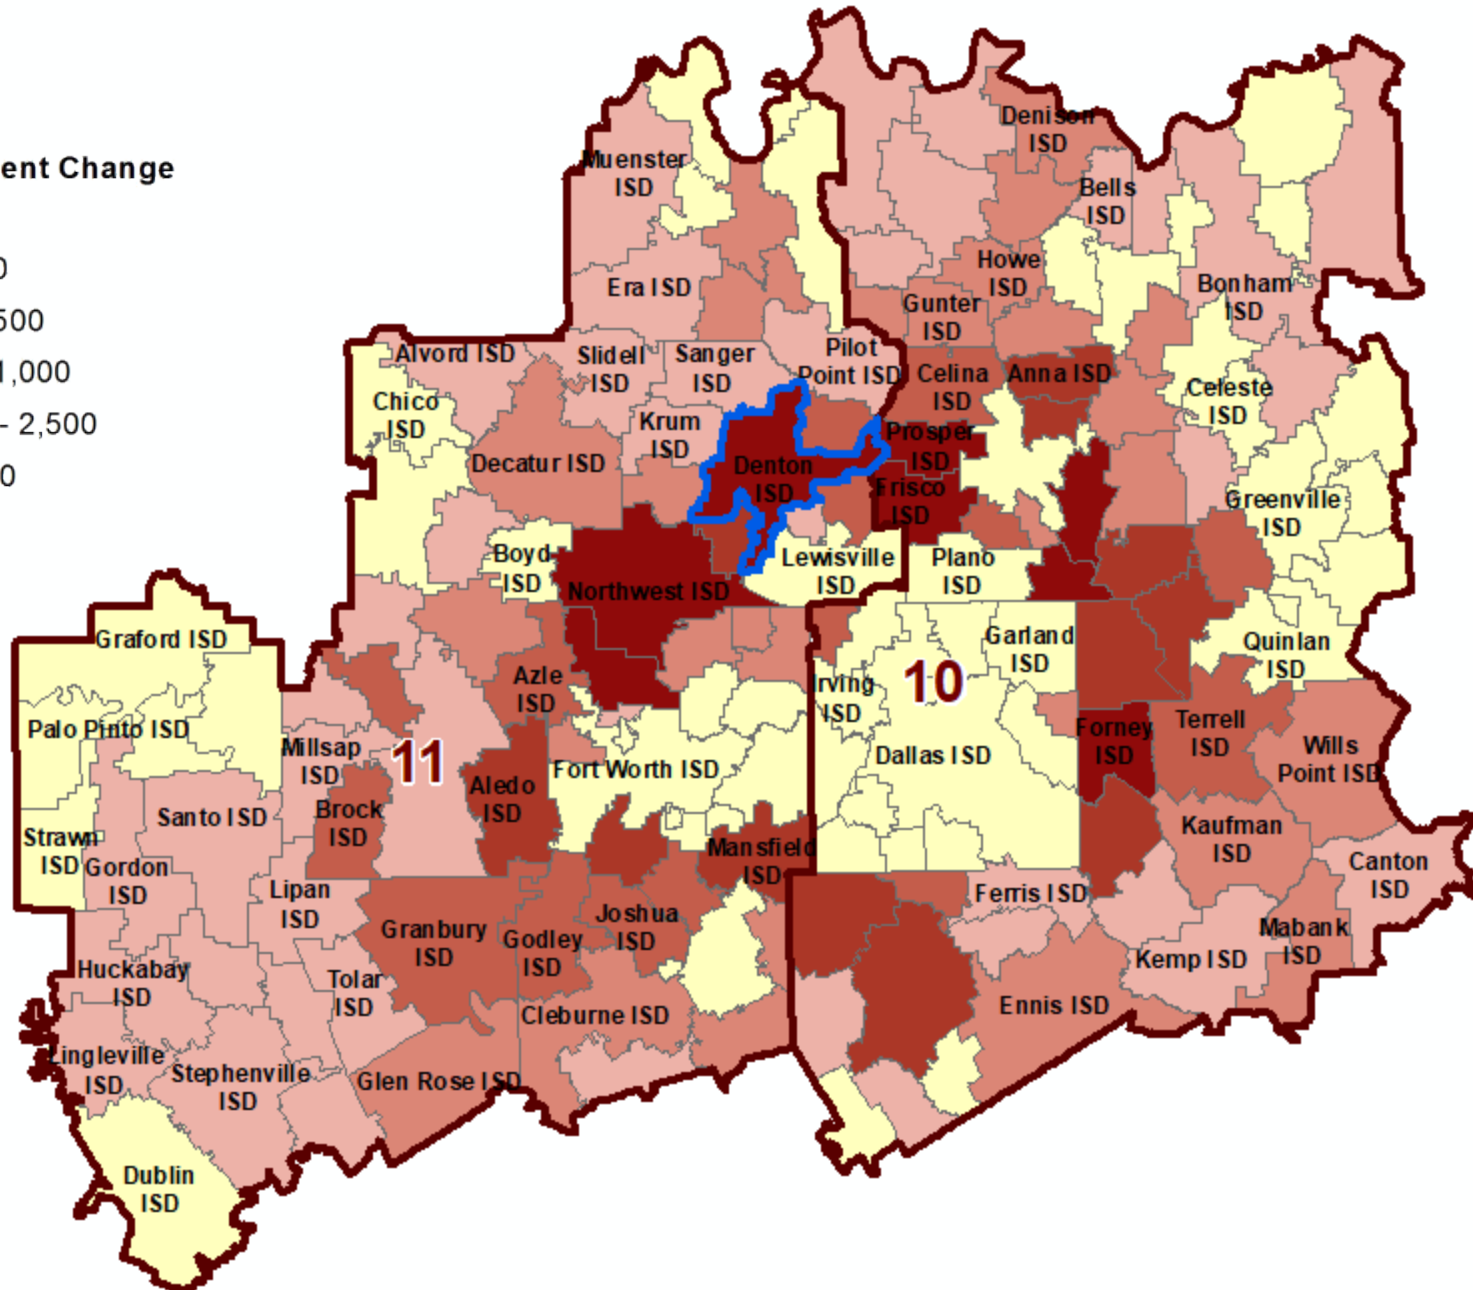 ent Change
0
500
1,000
- 2,500
0
Denison
ISD
Muenster
ISD
Bells
ISD
Howe
ISD
Era ISD
Bonham
ISD
Gunter
ISD
Alvord ISD
Slidell
ISD
Sanger
ISD
Pilot
Point ISD
Celina
ISD
Anna ISD
Chico
ISD
Celeste
ISD
Krum
ISD
Prosper
ISD
Decatur ISD
Denton
ISD
Frisco
ISD
Greenville
ISD
Boyd
ISD
Lewisville
ISD
Plano
ISD
Northwest ISD
Graford ISD
Garland
ISD
Quinlan
ISD
Azle
ISD
Irving
ISD
10
Palo Pinto ISD
Millsap
ISD
11
Forney
ISD
Terrell
ISD
Wills
Point ISD
Fort Worth ISD
Dallas ISD
Aledo
ISD
Brock
ISD
Santo ISD
Strawn
ISD
Kaufman
ISD
Mansfield
ISD
Canton
ISD
Gordon
ISD
Lipan
ISD
Ferris ISD
Granbury
ISD
Godley
ISD
Joshua
ISD
Mabank
ISD
Kemp ISD
Huckabay
ISD
Tolar
ISD
Cleburne ISD
Ennis ISD
Lingleville
ISD
Stephenville
ISD
Glen Rose ISD
Dublin
ISD